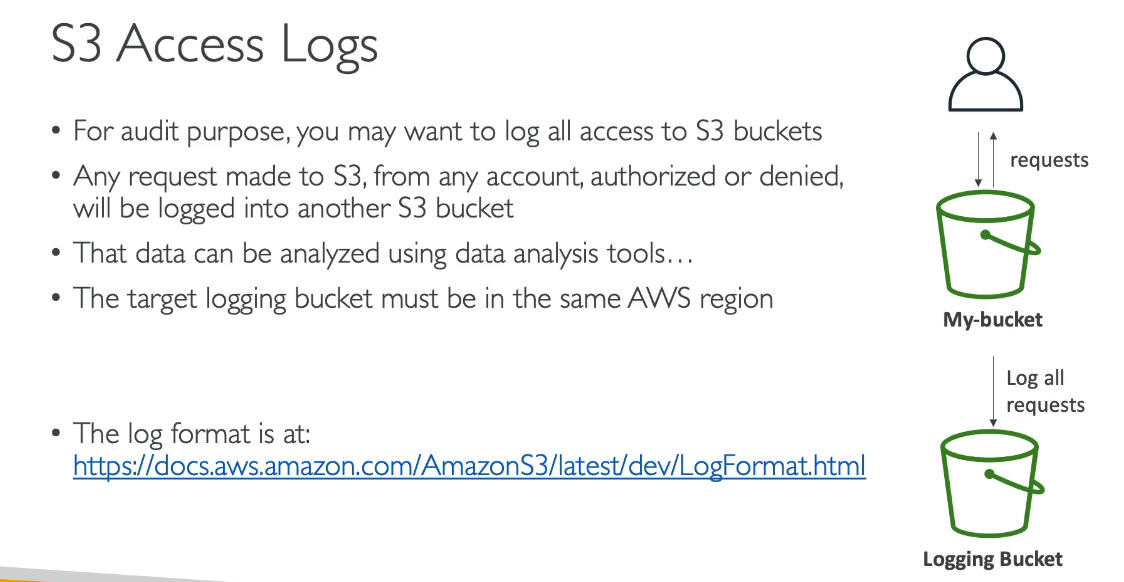 S3 Access Logs
• For audit purpose, you may want to log all access to S3 buckets
• Any request made to S3, from any account, authorized or denied,
will be logged into another S3 bucket
• That data can be analyzed using data analysis tools…
• The target logging bucket must be in the same AWS region
• The log format is at:
https://docs.aws.amazon.com/AmazonS3/latest/dev/LogFormat.html
requests
My-bucket
Log all
requests
Logging Bucket